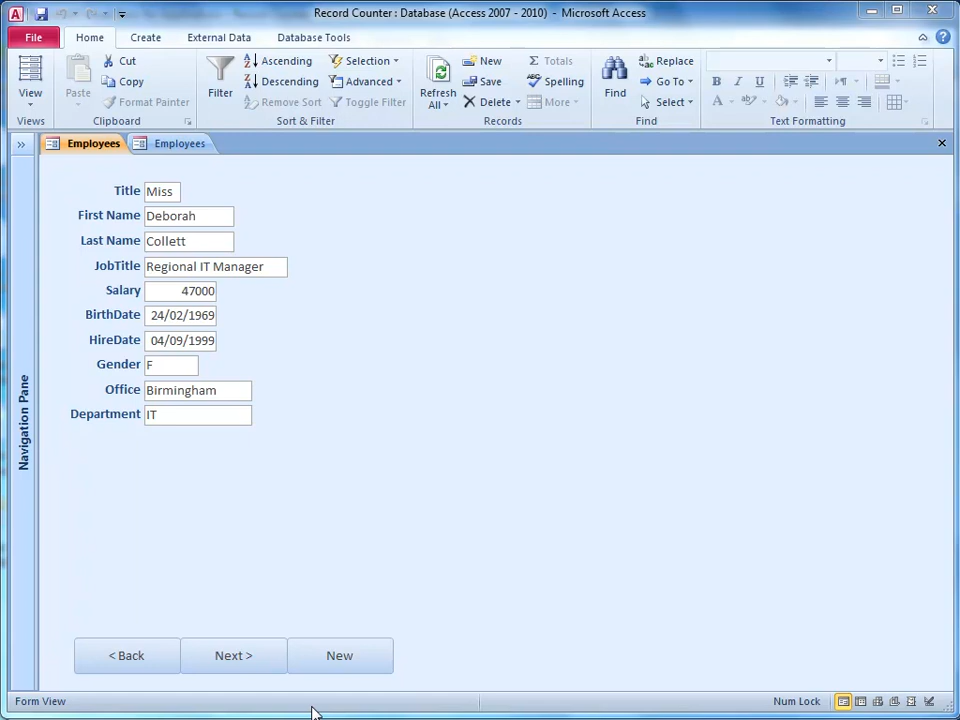 Record Counter : Database (Access 2007 - 2010) - Microsoft Access
File Home Create External Data Database Tools
View
Views
Paste
Cut
Copy
Format Painter
Clipboard
Filter
Ascending
Descending
Remove Sort
Selection
Advanced
Toggle Filter
Sort & Filter
Refresh All
New
Save
Delete
Totals
Spelling
More
Records
Find
Replace
Go To
Select
Find
B I U
A
Text Formatting
Employees Employees
Navigation Pane
Title Miss
First Name Deborah
Last Name Collett
JobTitle Regional IT Manager
Salary 47000
BirthDate 24/02/1969
HireDate 04/09/1999
Gender F
Office Birmingham
Department IT
< Back Next > New
Form View Num Lock